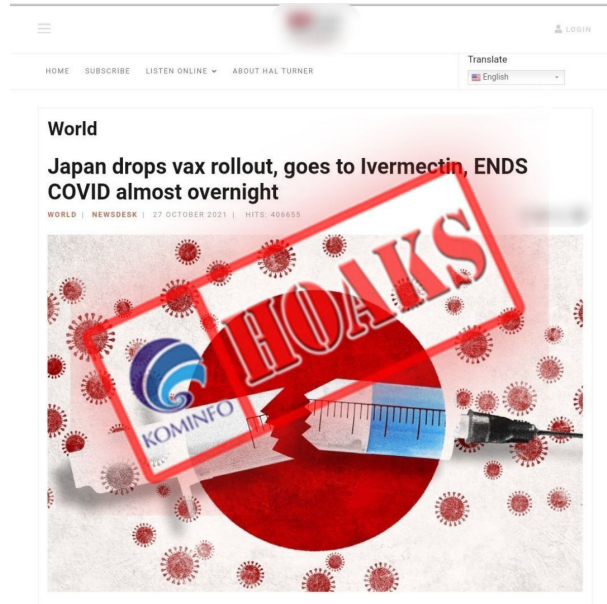 LOGIN
HOME SUBSCRIBE LISTEN ONLINE ABOUT HAL TURNER
Translate
English
World
Japan drops vax rollout, goes to Ivermectin, ENDS
COVID almost overnight
WORLD | NEWSDESK | 27 OCTOBER 2021 | HITS: 406655
HOAKS
KOMINFO